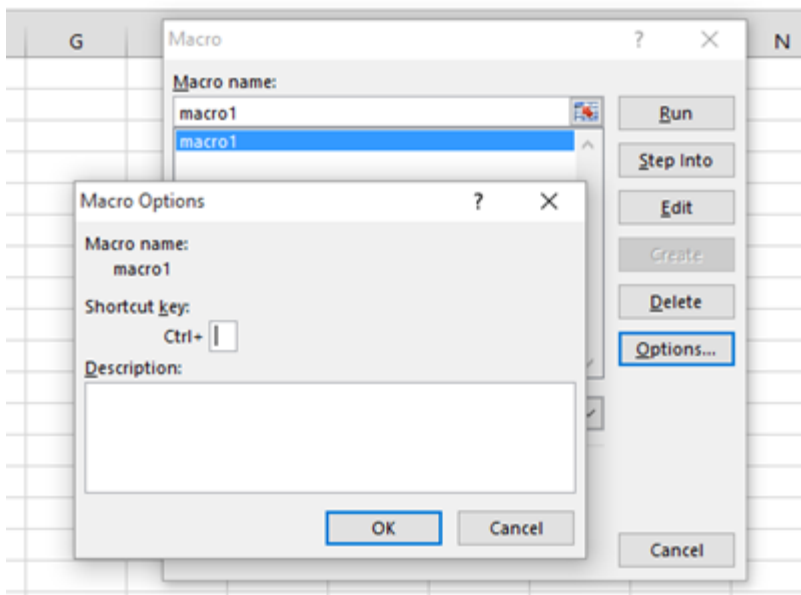 G
N
Macro ?
Macro name:
macro1
macro1
Run
Step Into
Edit
Create
Delete
Options...
Cancel
Macro Options ?
Macro name:
macro1
Shortcut key:
Ctrl+
Description:
OK
Cancel